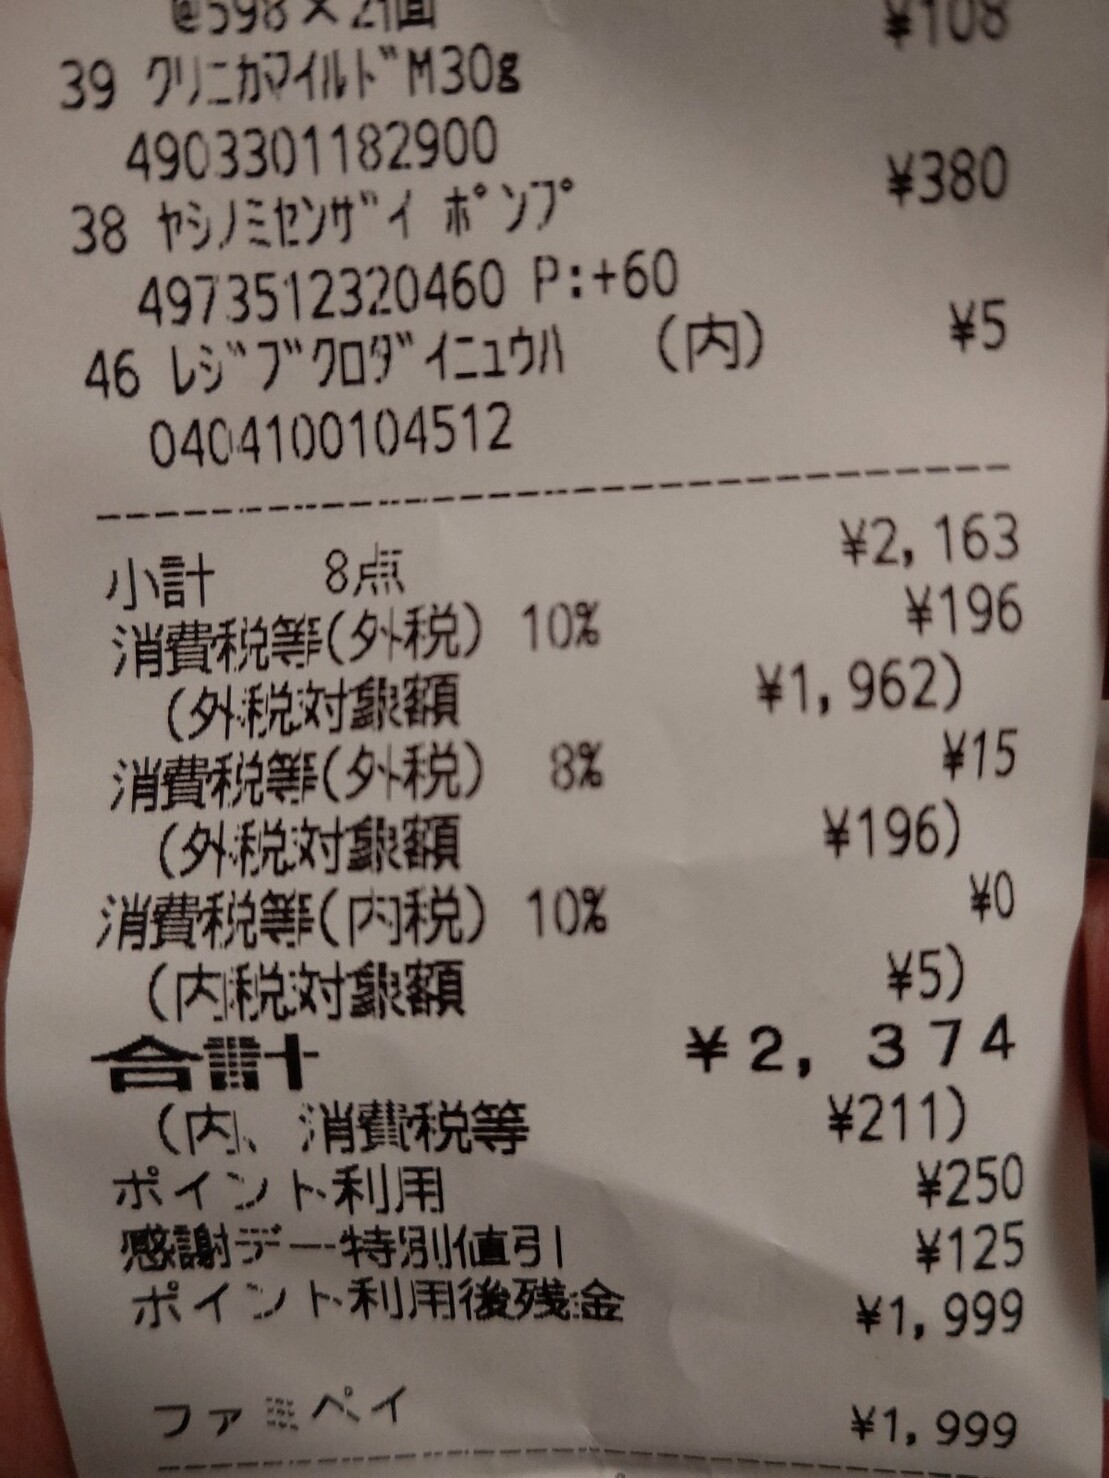 @598×2個
¥108
39 ｸﾘﾆｶﾏｲﾙﾄﾞM30g
4903301182900
¥380
38 ﾔｼﾉﾐｾﾝｻﾞｲ ﾎﾟﾝﾌﾟ
4973512320460 P:+60
¥5
46 ﾚｼﾞﾌﾞｸﾛﾀﾞｲﾆｭｳﾊ (内)
0404100104512
小計 8点 ¥2,163
消費税等(外税) 10% ¥196
(外税対象額 ¥1,962)
消費税等(外税) 8% ¥15
(外税対象額 ¥196)
消費税等(内税) 10% ¥0
(内税対象額 ¥5)
合計 ¥2,374
(内、消費税等 ¥211)
ポイント利用 ¥250
感謝デー特別値引 ¥125
ポイント利用後残金 ¥1,999
ファミペイ ¥1,999